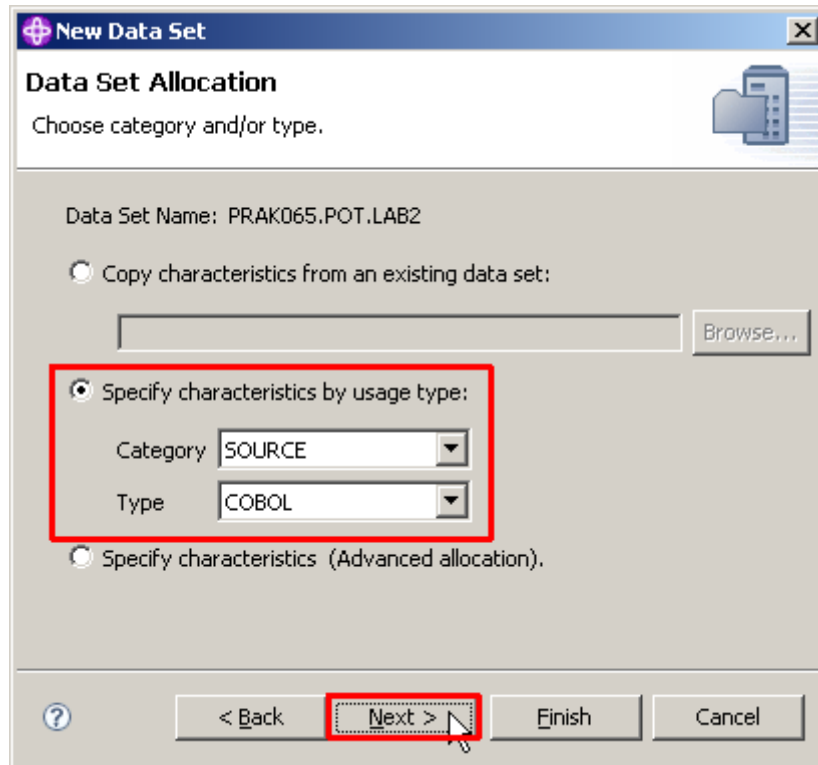 New Data Set
Data Set Allocation
Choose category and/or type.
Data Set Name: PRAK065.POT.LAB2
Copy characteristics from an existing data set:
Browse...
Specify characteristics by usage type:
Category SOURCE
Type COBOL
Specify characteristics (Advanced allocation).
? < Back Next > Finish Cancel